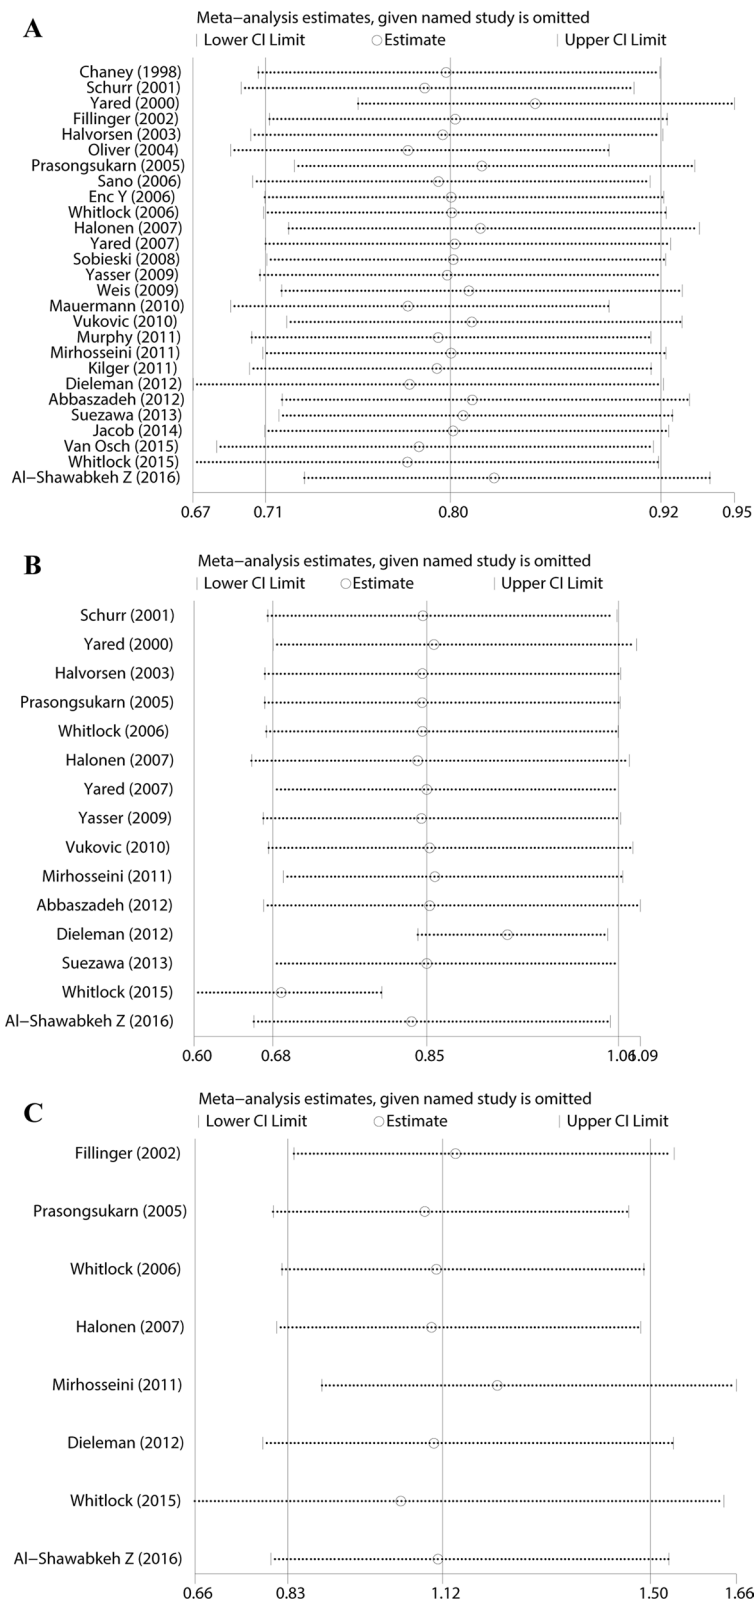 A
Meta−analysis estimates, given named study is omitted
Lower CI Limit Estimate Upper CI Limit
Chaney (1998)
Schurr (2001)
Yared (2000)
Fillinger (2002)
Halvorsen (2003)
Oliver (2004)
Prasongsukarn (2005)
Sano (2006)
Enc Y (2006)
Whitlock (2006)
Halonen (2007)
Yared (2007)
Sobieski (2008)
Yasser (2009)
Weis (2009)
Mauermann (2010)
Vukovic (2010)
Murphy (2011)
Mirhosseini (2011)
Kilger (2011)
Dieleman (2012)
Abbaszadeh (2012)
Suezawa (2013)
Jacob (2014)
Van Osch (2015)
Whitlock (2015)
Al−Shawabkeh Z (2016)
0.67 0.71 0.80 0.92 0.95
B
Meta−analysis estimates, given named study is omitted
Lower CI Limit Estimate Upper CI Limit
Schurr (2001)
Yared (2000)
Halvorsen (2003)
Prasongsukarn (2005)
Whitlock (2006)
Halonen (2007)
Yared (2007)
Yasser (2009)
Vukovic (2010)
Mirhosseini (2011)
Abbaszadeh (2012)
Dieleman (2012)
Suezawa (2013)
Whitlock (2015)
Al−Shawabkeh Z (2016)
0.60 0.68 0.85 1.06 1.09
C
Meta−analysis estimates, given named study is omitted
Lower CI Limit Estimate Upper CI Limit
Fillinger (2002)
Prasongsukarn (2005)
Whitlock (2006)
Halonen (2007)
Mirhosseini (2011)
Dieleman (2012)
Whitlock (2015)
Al−Shawabkeh Z (2016)
0.66 0.83 1.12 1.50 1.66